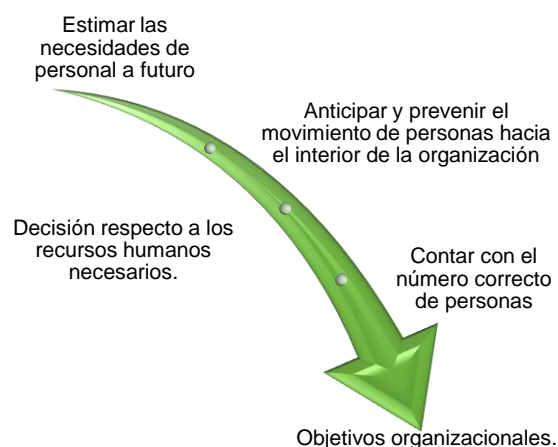 Estimar las
necesidades de
personal a futuro
Anticipar y prevenir el
movimiento de personas hacia
el interior de la organización
Decisión respecto a los
recursos humanos
necesarios.
Contar con el
número correcto
de personas
Objetivos organizacionales.